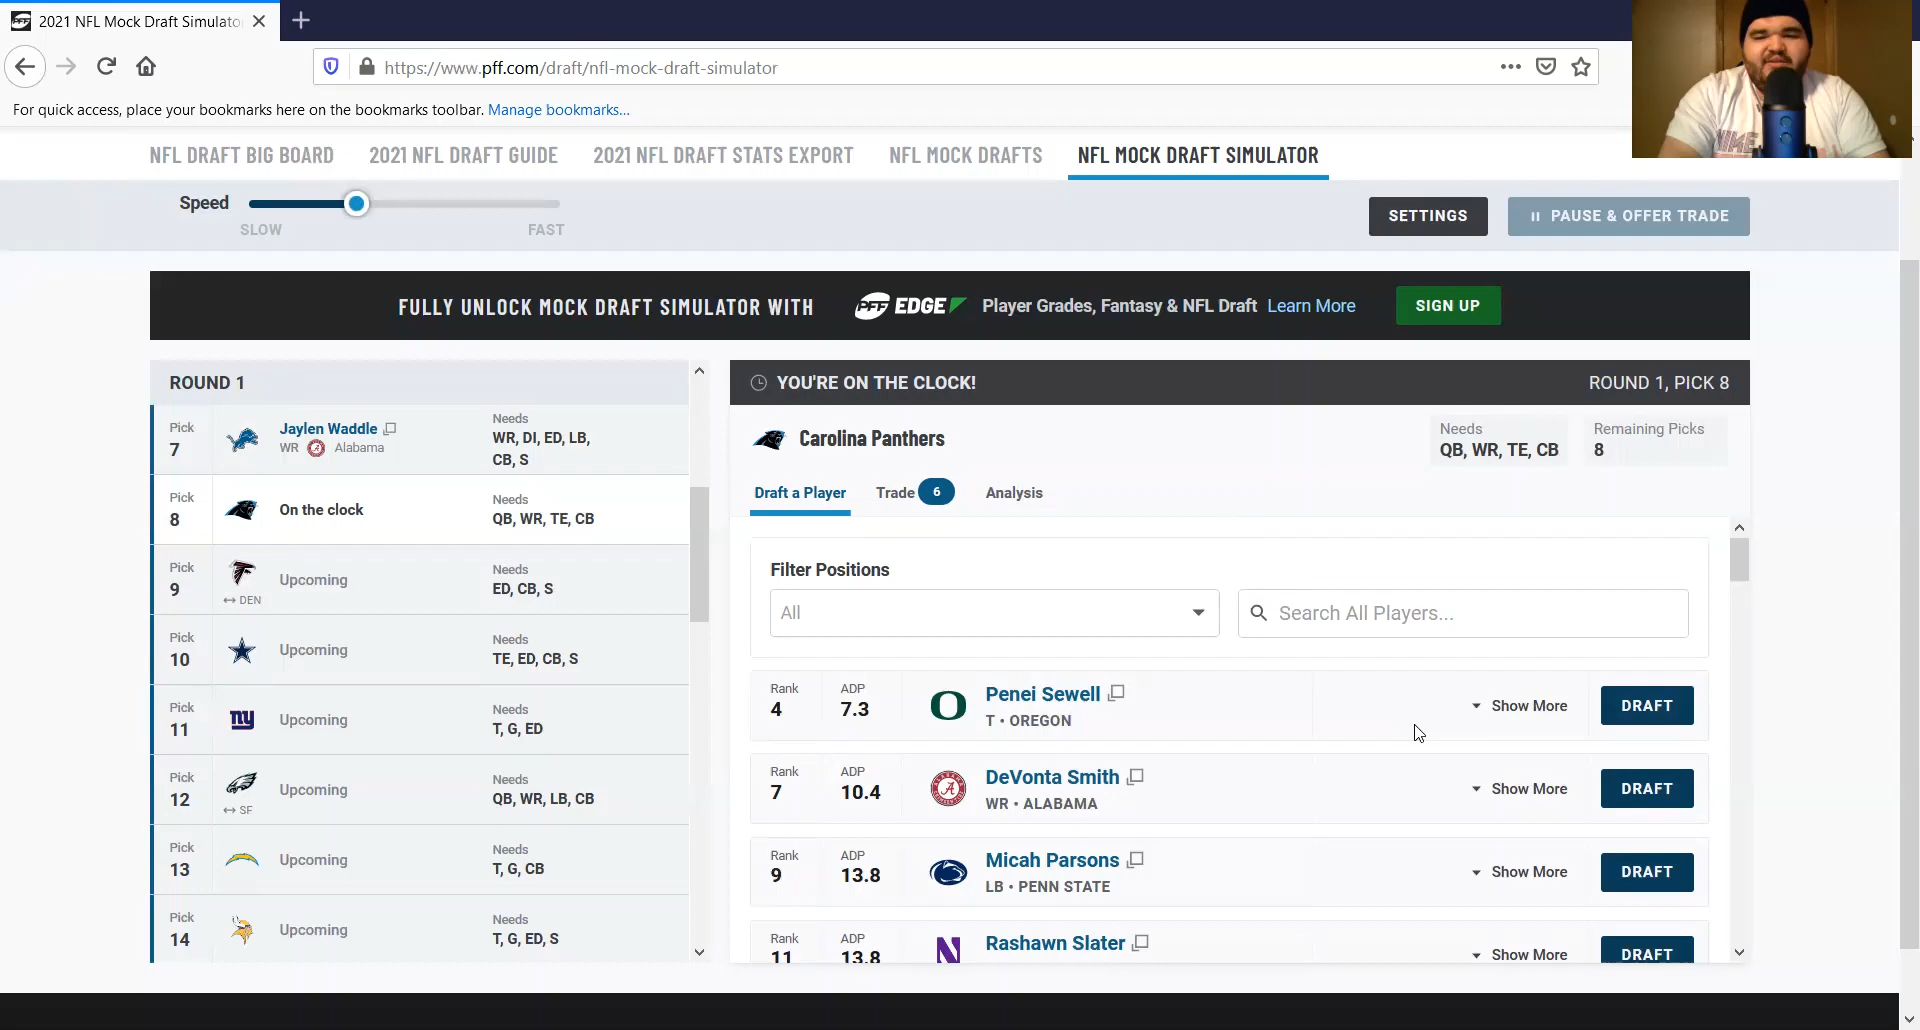 2021 NFL Mock Draft Simulato
https://www.pff.com/draft/nfl-mock-draft-simulator
For quick access, place your bookmarks here on the bookmarks toolbar. Manage bookmarks...
NFL DRAFT BIG BOARD 2021 NFL DRAFT GUIDE 2021 NFL DRAFT STATS EXPORT NFL MOCK DRAFTS NFL MOCK DRAFT SIMULATOR
Speed
SLOW FAST
SETTINGS PAUSE & OFFER TRADE
FULLY UNLOCK MOCK DRAFT SIMULATOR WITH PFF EDGE Player Grades, Fantasy & NFL Draft Learn More SIGN UP
ROUND 1
Pick 7
Jaylen Waddle
WR A Alabama
Needs
WR, DI, ED, LB,
CB, S
Pick 8
On the clock
Needs
QB, WR, TE, CB
Pick 9
↔ DEN
Upcoming
Needs
ED, CB, S
Pick 10
Upcoming
Needs
TE, ED, CB, S
Pick 11
ny
Upcoming
Needs
T, G, ED
Pick 12
↔ SF
Upcoming
Needs
QB, WR, LB, CB
Pick 13
Upcoming
Needs
T, G, CB
Pick 14
Upcoming
Needs
T, G, ED, S
YOU'RE ON THE CLOCK! ROUND 1, PICK 8
Carolina Panthers
Needs
QB, WR, TE, CB
Remaining Picks
8
Draft a Player Trade 6 Analysis
Filter Positions
All Search All Players...
Rank 4
ADP 7.3
O
Penei Sewell
T • OREGON
Show More DRAFT
Rank 7
ADP 10.4
A
DeVonta Smith
WR • ALABAMA
Show More DRAFT
Rank 9
ADP 13.8
Micah Parsons
LB • PENN STATE
Show More DRAFT
Rank 11
ADP 13.8
N
Rashawn Slater
Show More DRAFT